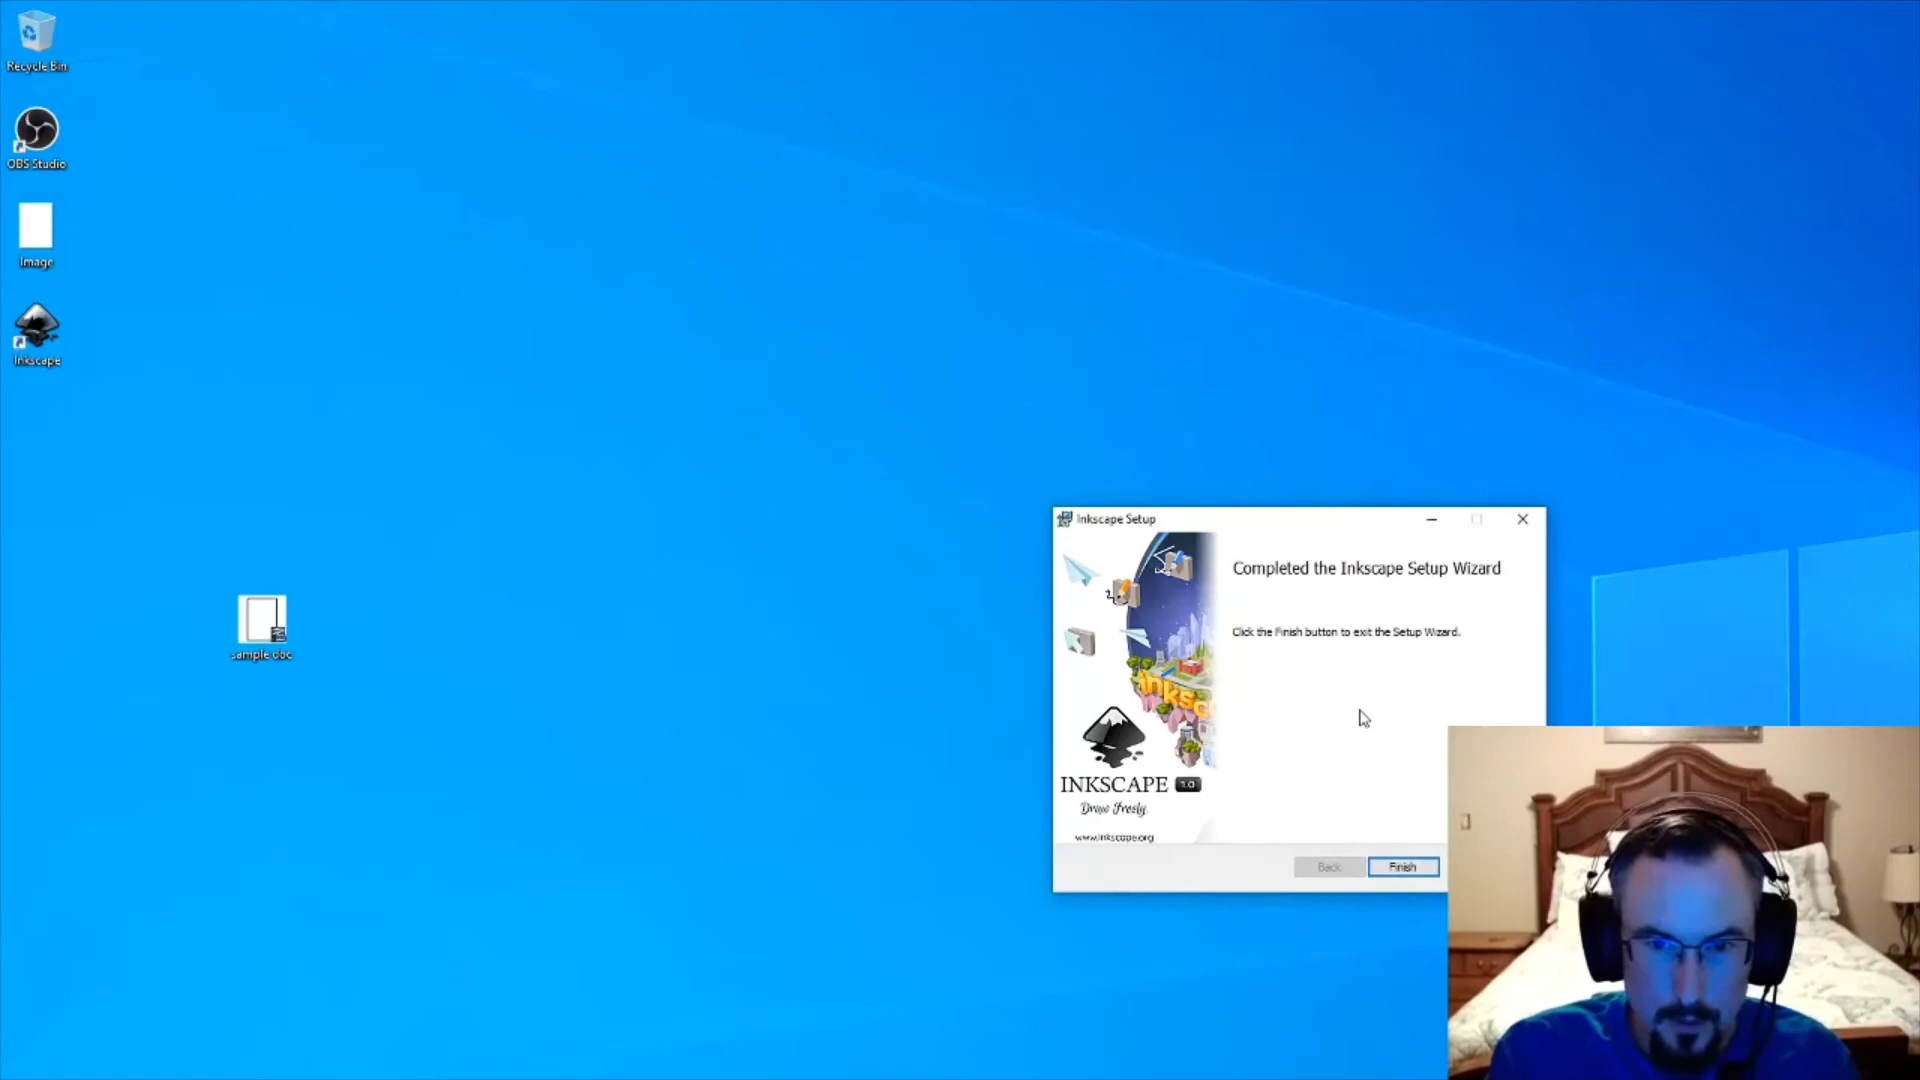 Recycle Bin
OBS Studio
Image
Inkscape
sample dbc
Inkscape Setup
Completed the Inkscape Setup Wizard
Click the Finish button to exit the Setup Wizard.
INKSCAPE 1.0
Draw Freely
www.inkscape.org
Back
Finish